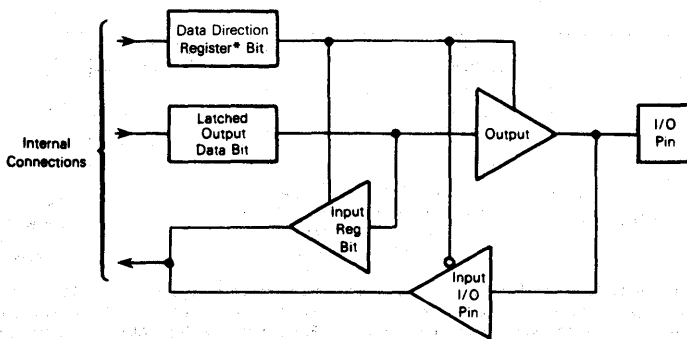 Data Direction
Register* Bit
Latched
Output
Data Bit
Internal
Connections
Output
I/O
Pin
Input
Reg
Bit
Input
I/O
Pin